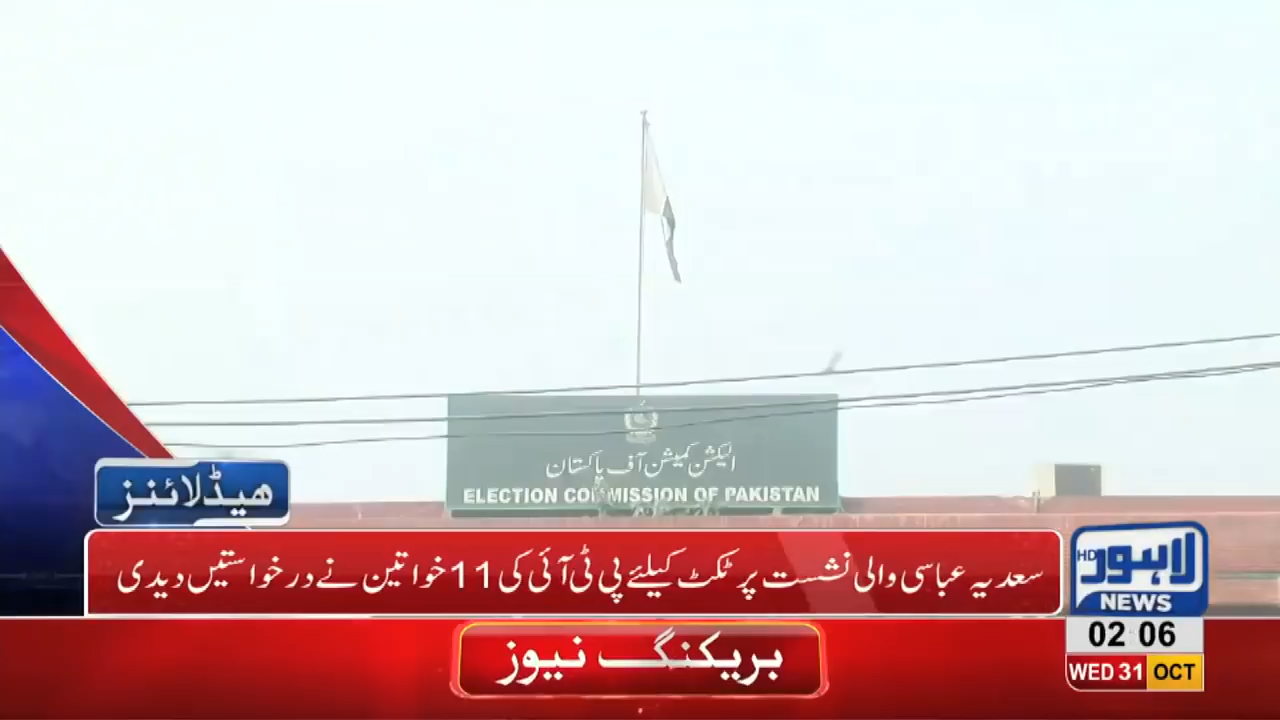 الیکشن کمیشن آف پاکستان
ELECTION COMMISSION OF PAKISTAN
ھیڈلائنز
سعدیہ عباسی والی نشست پر ٹکٹ کیلئے پی ٹی آئی کی 11 خواتین نے درخواستیں دیدی
بریکنگ نیوز
لاہور HD
NEWS
02 06
WED 31 OCT